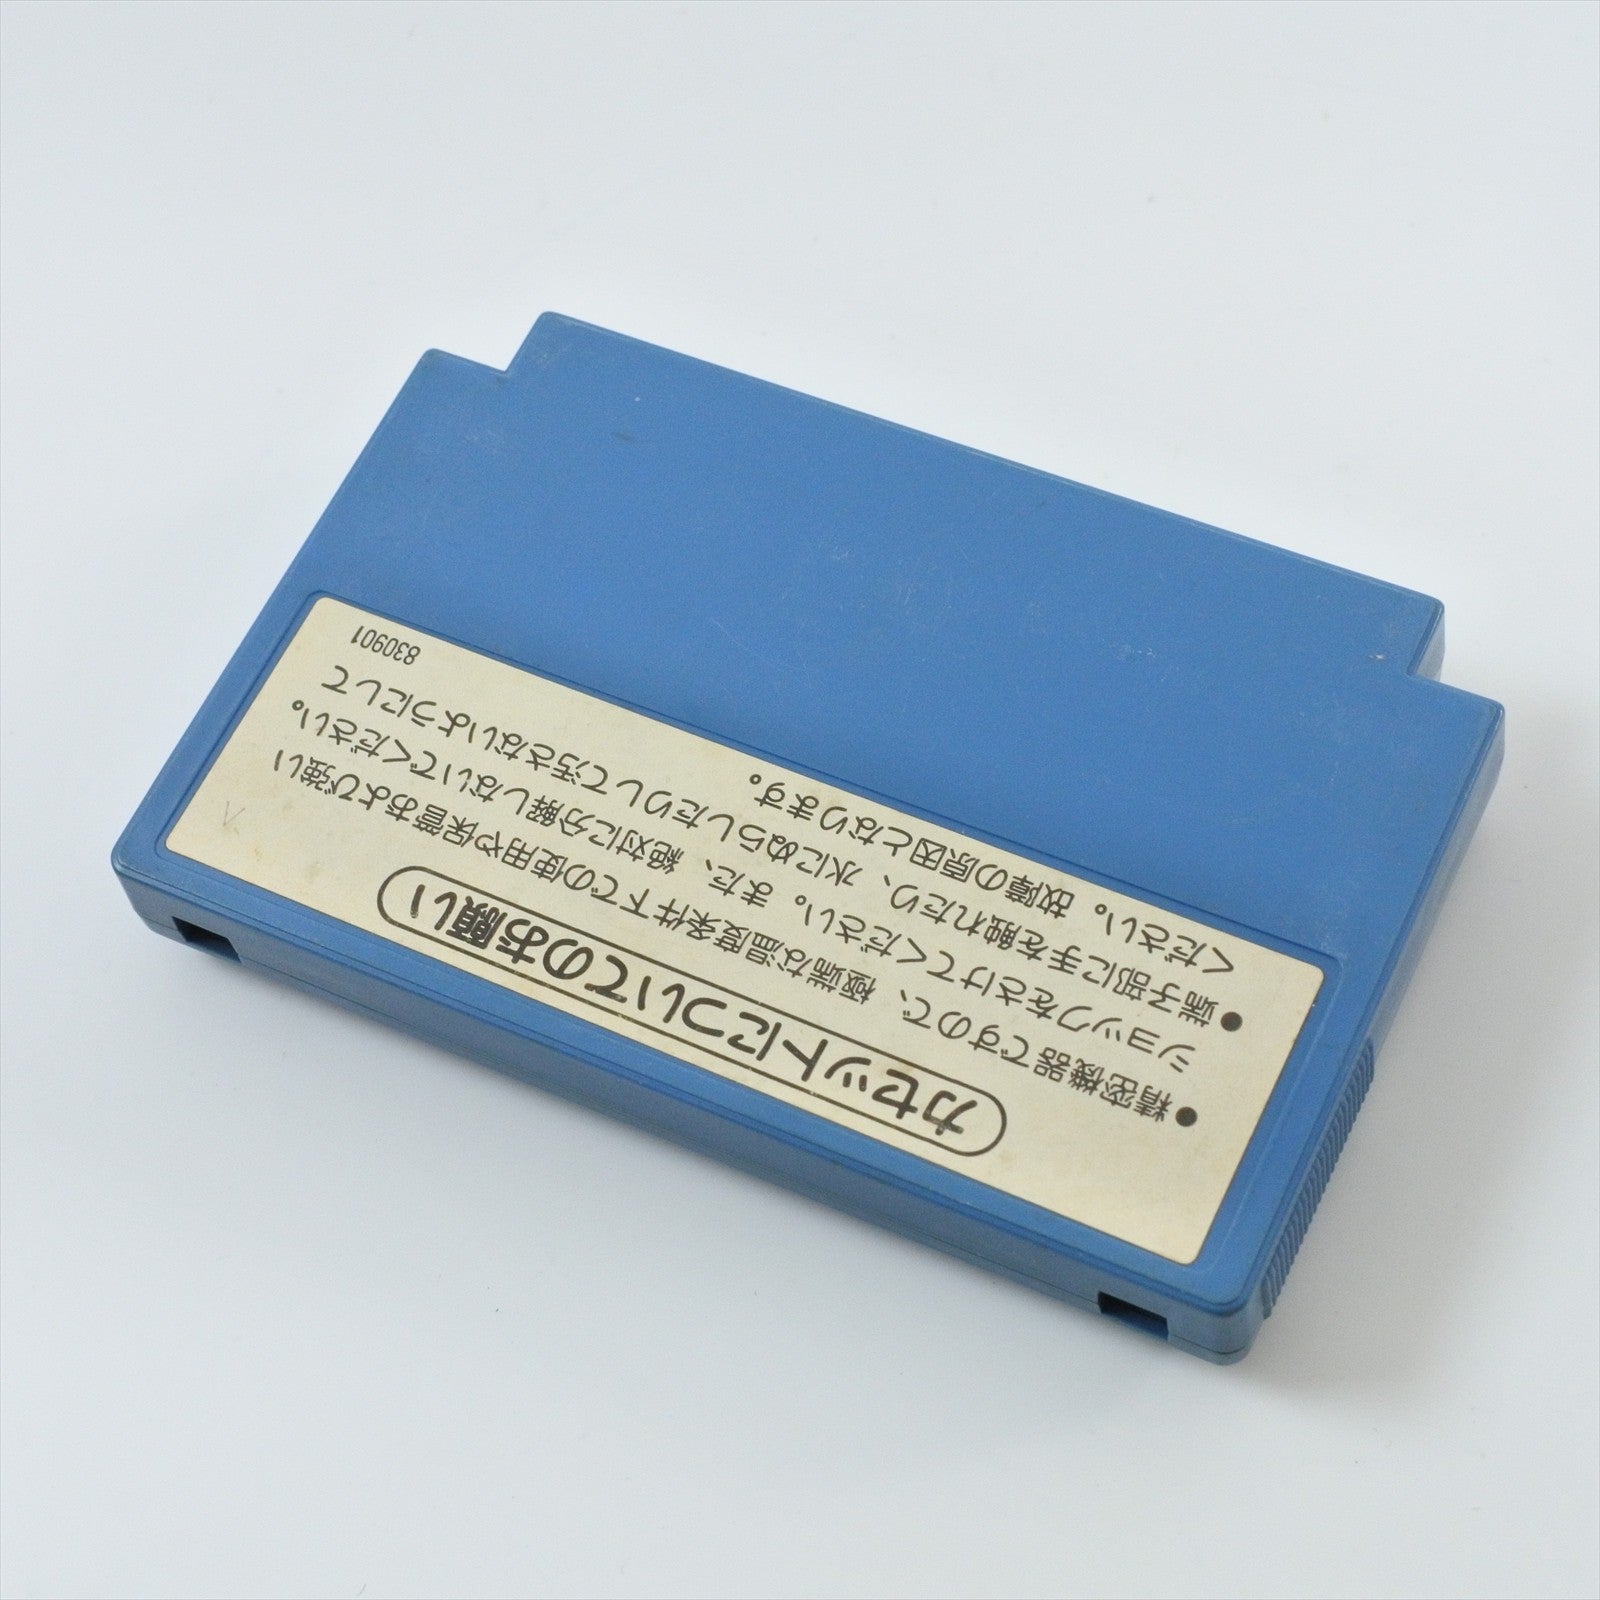 カセットについてのお願い
●精密機器ですので、極端な温度条件下での使用や保管および強い
ショックをさけてください。また、絶対に分解しないでください。
●端子部に手を触れたり、水にぬらしたりして汚さないようにして
ください。故障の原因となります。
830901